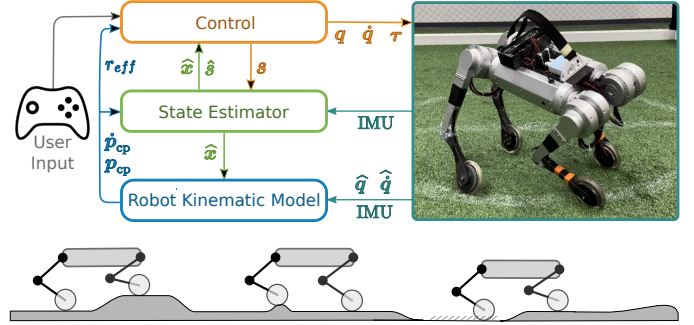 Control
q q̇ τ
r_eff
x̂ ŝ
s
State Estimator
IMU
User
Input
ṗ_cp
p_cp
x̂
q̂ q̇̂
Robot Kinematic Model
IMU